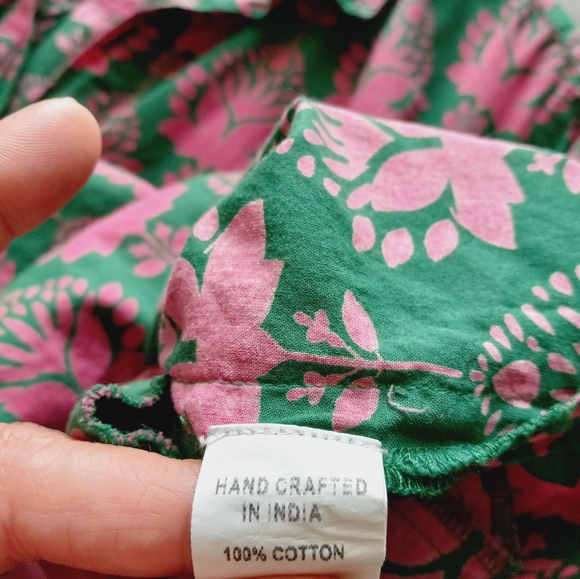 HAND CRAFTED
IN INDIA
100% COTTON